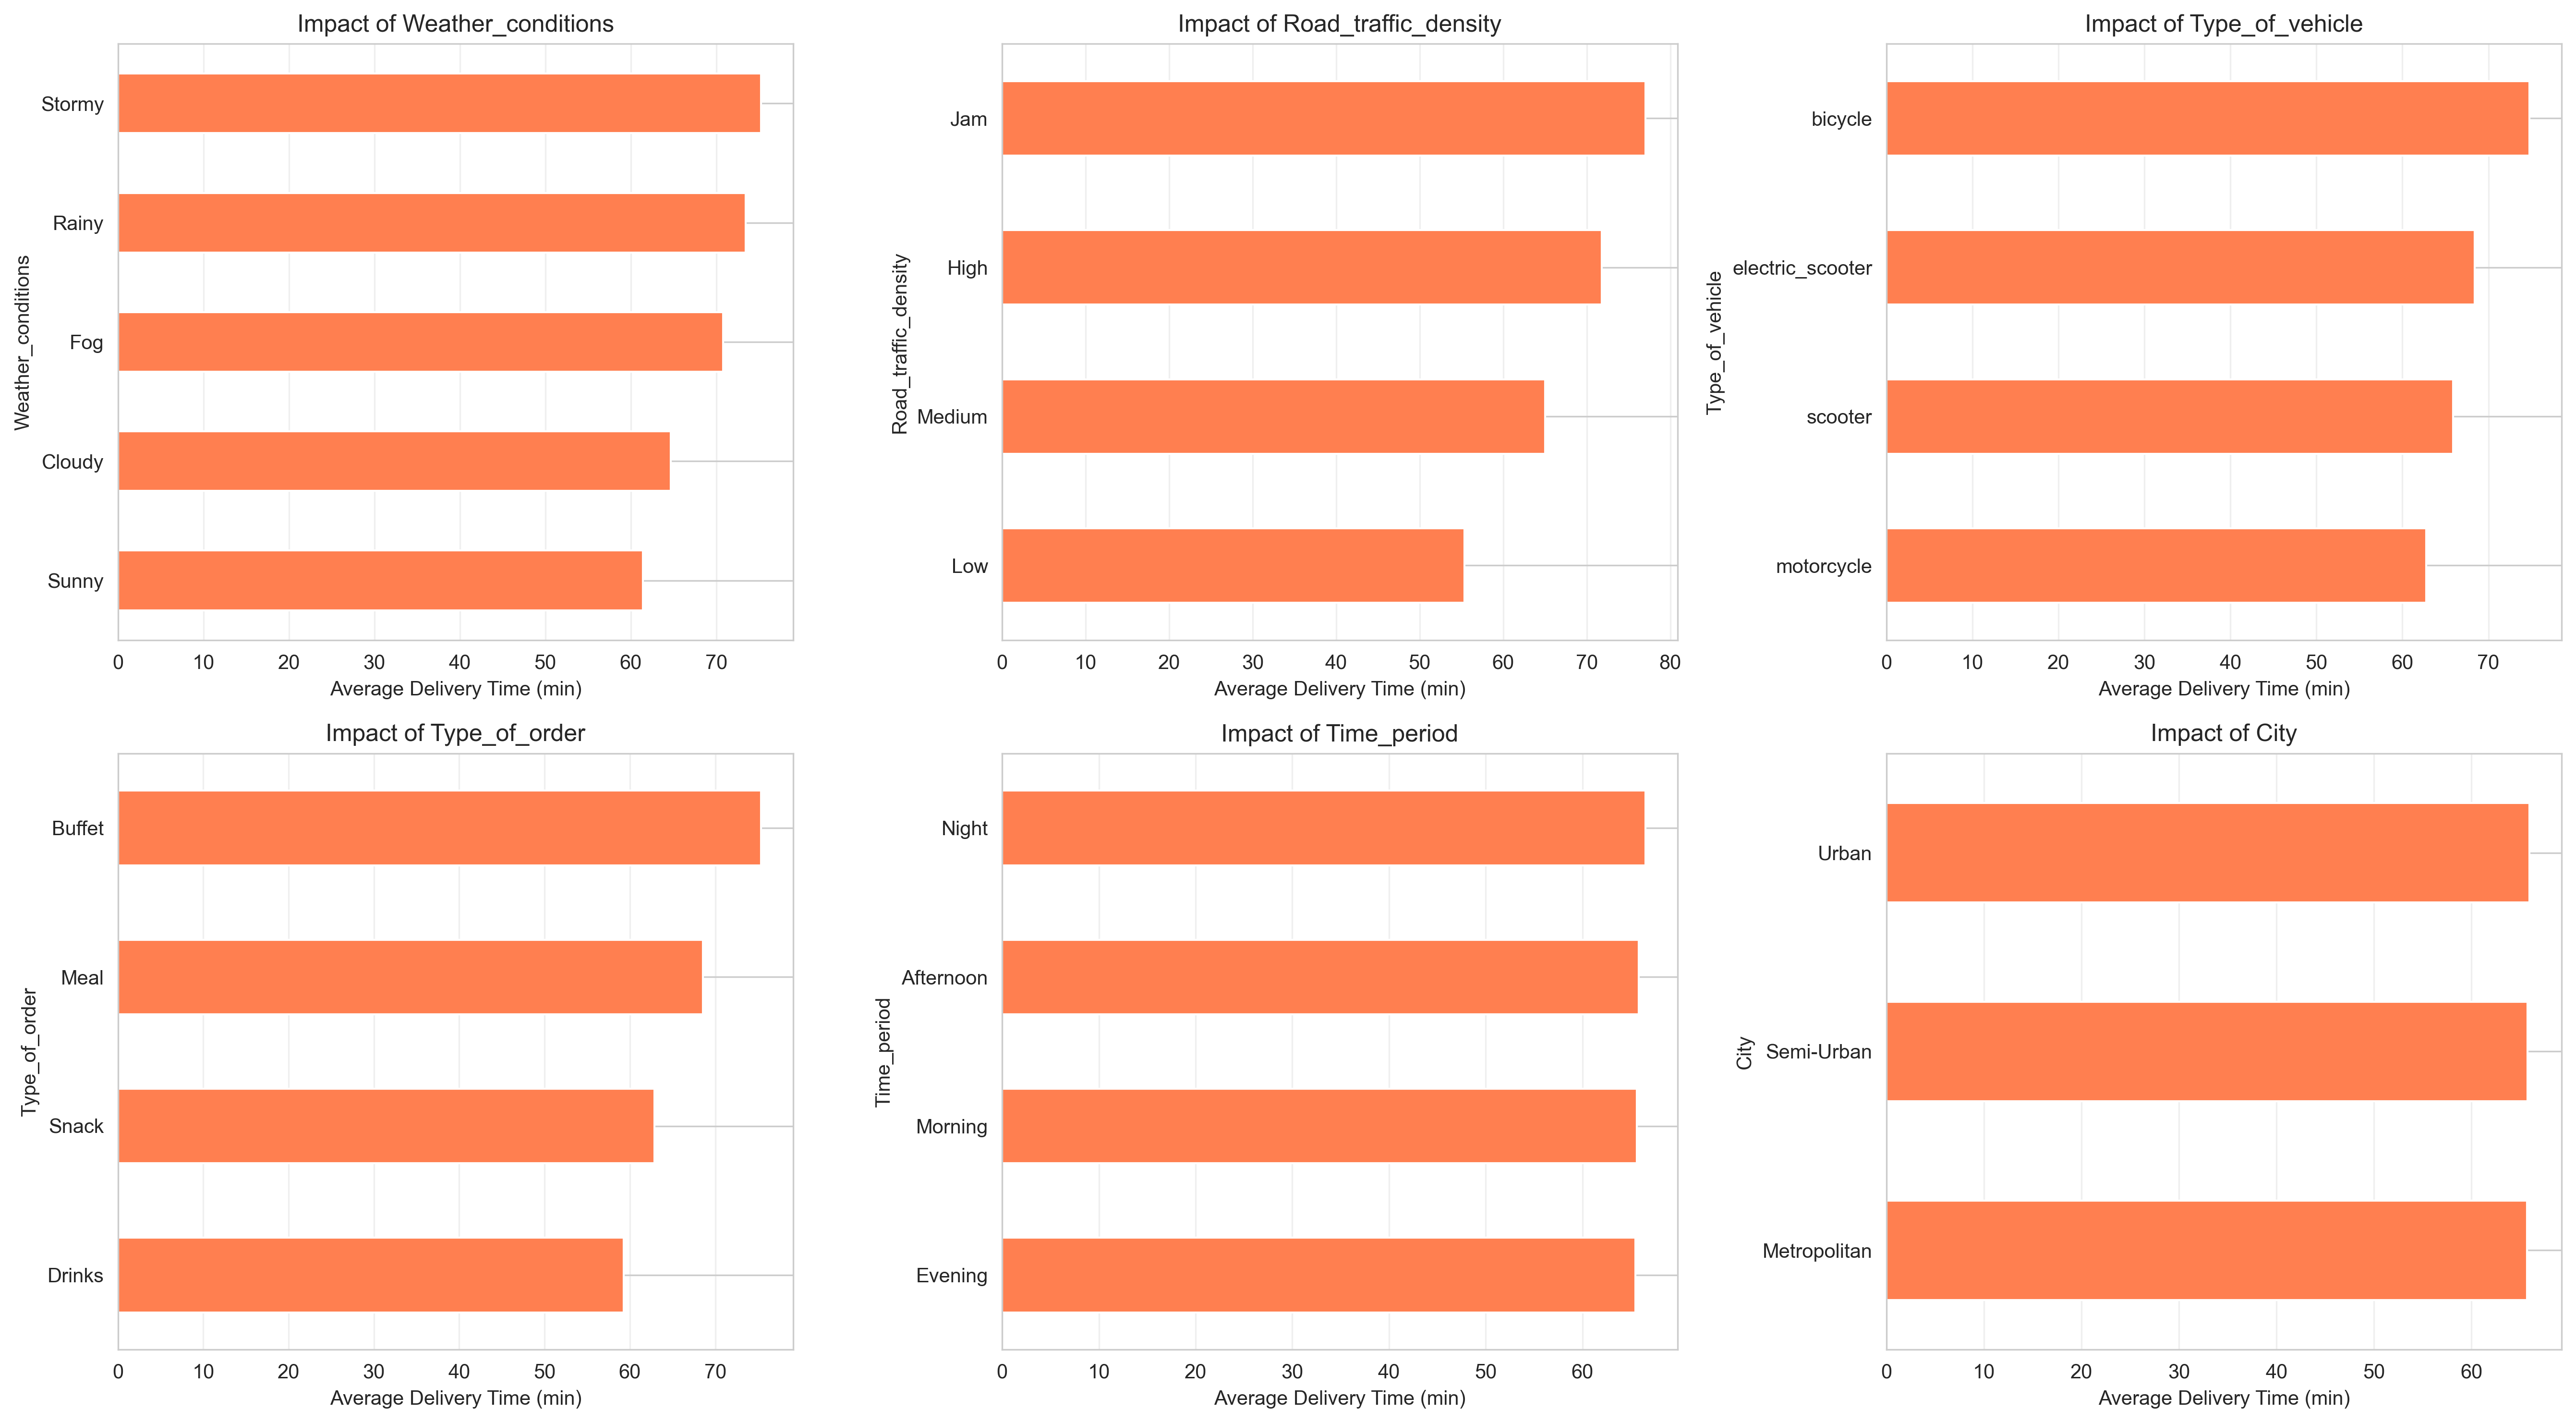 Impact of Weather_conditions
Weather_conditions
Stormy
Rainy
Fog
Cloudy
Sunny
0 10 20 30 40 50 60 70
Average Delivery Time (min)
Impact of Road_traffic_density
Road_traffic_density
Jam
High
Medium
Low
0 10 20 30 40 50 60 70 80
Average Delivery Time (min)
Impact of Type_of_vehicle
Type_of_vehicle
bicycle
electric_scooter
scooter
motorcycle
0 10 20 30 40 50 60 70
Average Delivery Time (min)
Impact of Type_of_order
Type_of_order
Buffet
Meal
Snack
Drinks
0 10 20 30 40 50 60 70
Average Delivery Time (min)
Impact of Time_period
Time_period
Night
Afternoon
Morning
Evening
0 10 20 30 40 50 60
Average Delivery Time (min)
Impact of City
City
Urban
Semi-Urban
Metropolitan
0 10 20 30 40 50 60
Average Delivery Time (min)